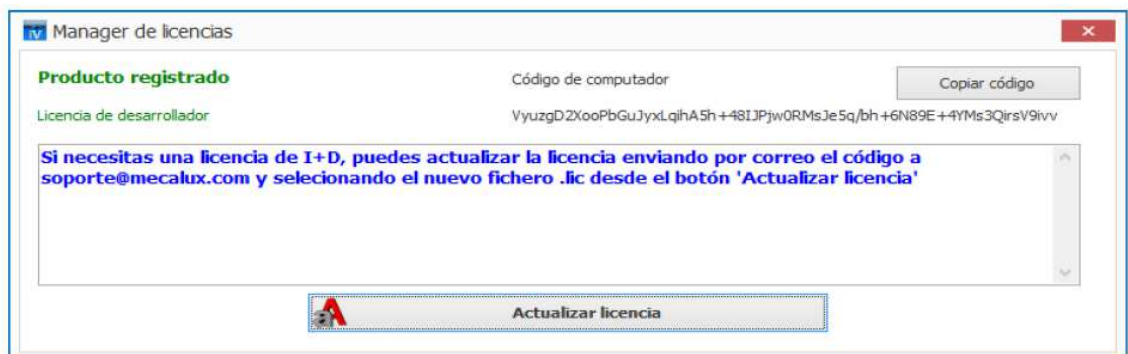 Manager de licencias
Producto registrado
Código de computador
Copiar código
Licencia de desarrollador
VyuzgD2XooPbGuJyxLqihA5h+48IJPjw0RMsJe5q/bh+6N89E+4YMs3QirsV9ivv
Si necesitas una licencia de I+D, puedes actualizar la licencia enviando por correo el código a
soporte@mecalux.com y selecionando el nuevo fichero .lic desde el botón 'Actualizar licencia'
Actualizar licencia